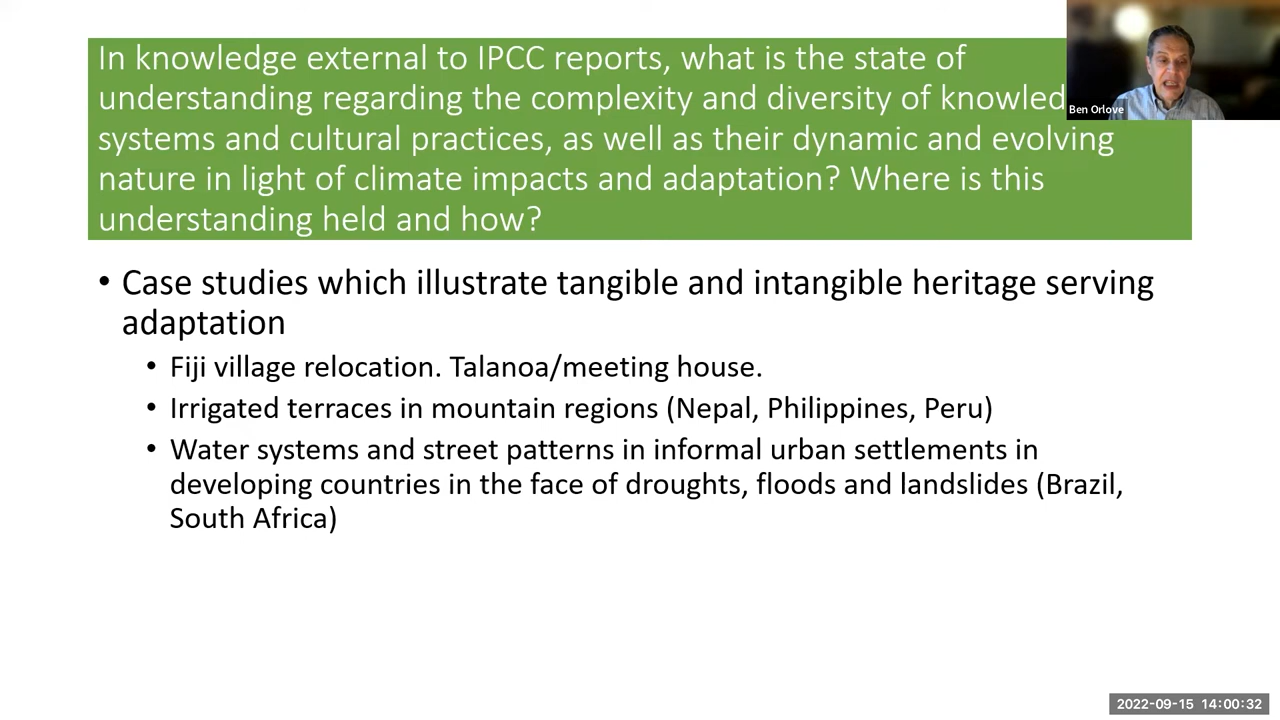 In knowledge external to IPCC reports, what is the state of
understanding regarding the complexity and diversity of knowled
systems and cultural practices, as well as their dynamic and evolving
nature in light of climate impacts and adaptation? Where is this
understanding held and how?
Ben Orlove
• Case studies which illustrate tangible and intangible heritage serving
adaptation
• Fiji village relocation. Talanoa/meeting house.
• Irrigated terraces in mountain regions (Nepal, Philippines, Peru)
• Water systems and street patterns in informal urban settlements in
developing countries in the face of droughts, floods and landslides (Brazil,
South Africa)
2022-09-15 14:00:32